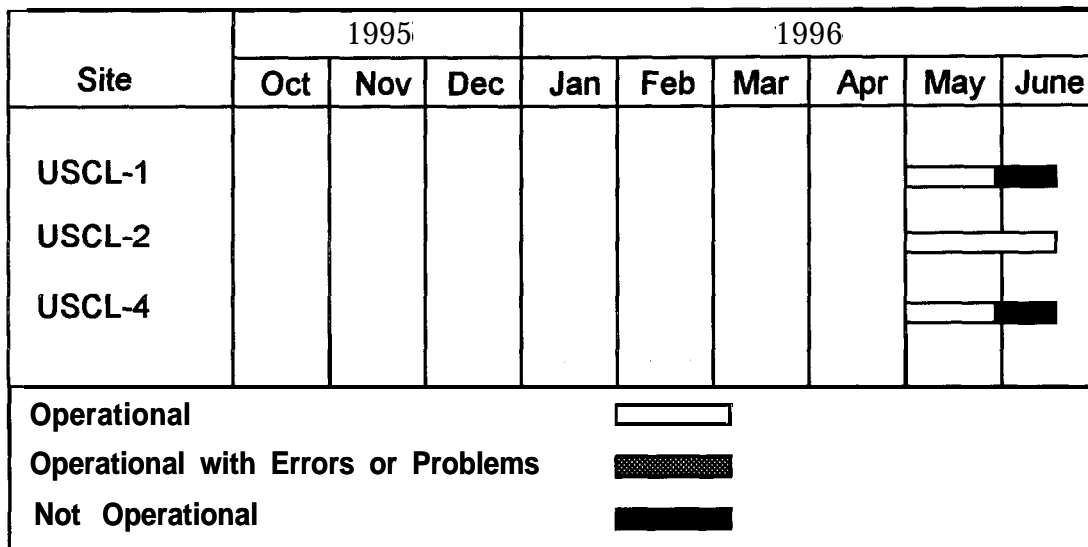 1995 1996
Site Oct Nov Dec Jan Feb Mar Apr May June
USCL-1
USCL-2
USCL-4
Operational
Operational with Errors or Problems
Not Operational